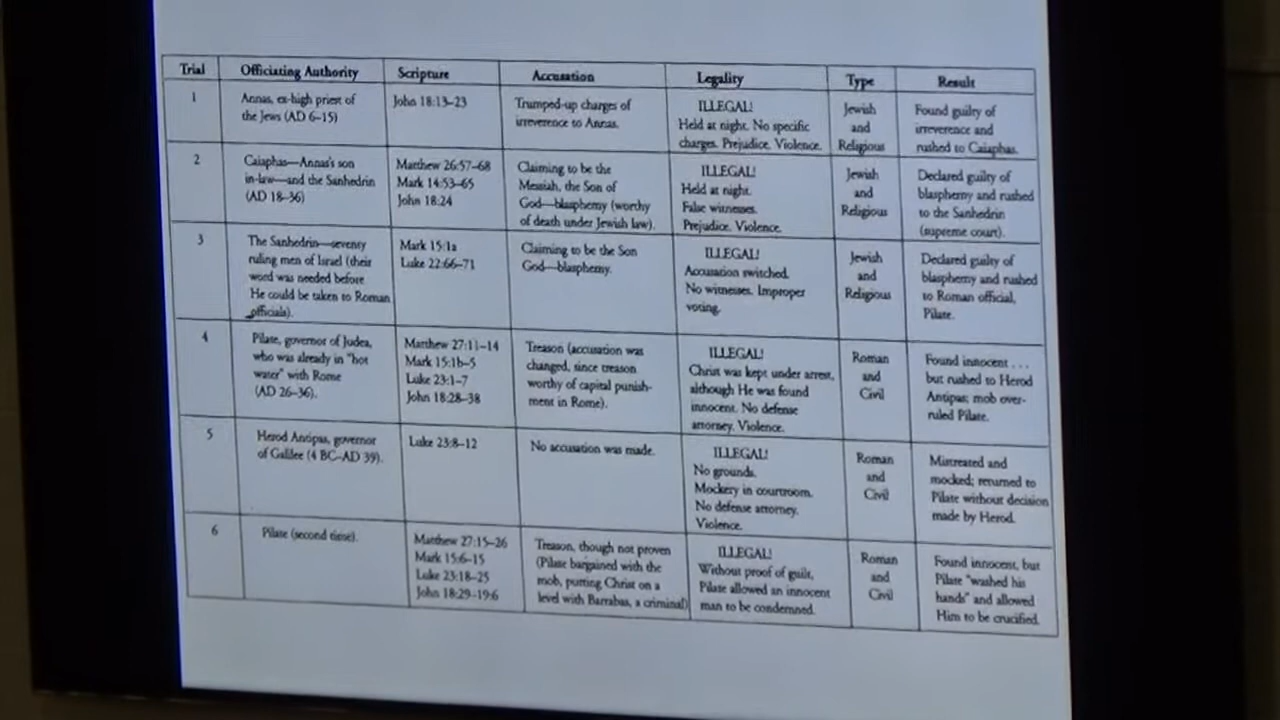 Trial Officiating Authority Scripture Accusation Legality Type Result
1
Annas, ex-high priest of
the Jews (AD 6–15)
John 18:13–23
Trumped-up charges of
irreverence to Annas.
ILLEGAL!
Held at night. No specific
charges. Prejudice. Violence.
Jewish
and
Religious
Found guilty of
irreverence and
rushed to Caiaphas.
2
Caiaphas—Annas's son
in-law—and the Sanhedrin
(AD 18–36)
Matthew 26:57–68
Mark 14:53–65
John 18:24
Claiming to be the
Messiah, the Son of
God—blasphemy (worthy
of death under Jewish law).
ILLEGAL!
Held at night.
False witnesses.
Prejudice. Violence.
Jewish
and
Religious
Declared guilty of
blasphemy and rushed
to the Sanhedrin
(supreme court).
3
The Sanhedrin—seventy
ruling men of Israel (their
word was needed before
He could be taken to Roman
officials).
Mark 15:1a
Luke 22:66–71
Claiming to be the Son
God—blasphemy.
ILLEGAL!
Accusation switched.
No witnesses. Improper
voting.
Jewish
and
Religious
Declared guilty of
blasphemy and rushed
to Roman official,
Pilate.
4
Pilate, governor of Judea,
who was already in "hot
water" with Rome
(AD 26–36).
Matthew 27:11–14
Mark 15:1b–5
Luke 23:1–7
John 18:28–38
Treason (accusation was
changed, since treason
worthy of capital punish-
ment in Rome).
ILLEGAL!
Christ was kept under arrest,
although He was found
innocent. No defense
attorney. Violence.
Roman
and
Civil
Found innocent . . .
but rushed to Herod
Antipas; mob over-
ruled Pilate.
5
Herod Antipas, governor
of Galilee (4 BC–AD 39).
Luke 23:8–12
No accusation was made.
ILLEGAL!
No grounds.
Mockery in courtroom.
No defense attorney.
Violence.
Roman
and
Civil
Mistreated and
mocked; returned to
Pilate without decision
made by Herod.
6
Pilate (second time).
Matthew 27:15–26
Mark 15:6–15
Luke 23:18–25
John 18:29–19:6
Treason, though not proven
(Pilate bargained with the
mob, putting Christ on a
level with Barrabas, a criminal)
ILLEGAL!
Without proof of guilt,
Pilate allowed an innocent
man to be condemned.
Roman
and
Civil
Found innocent, but
Pilate "washed his
hands" and allowed
Him to be crucified.